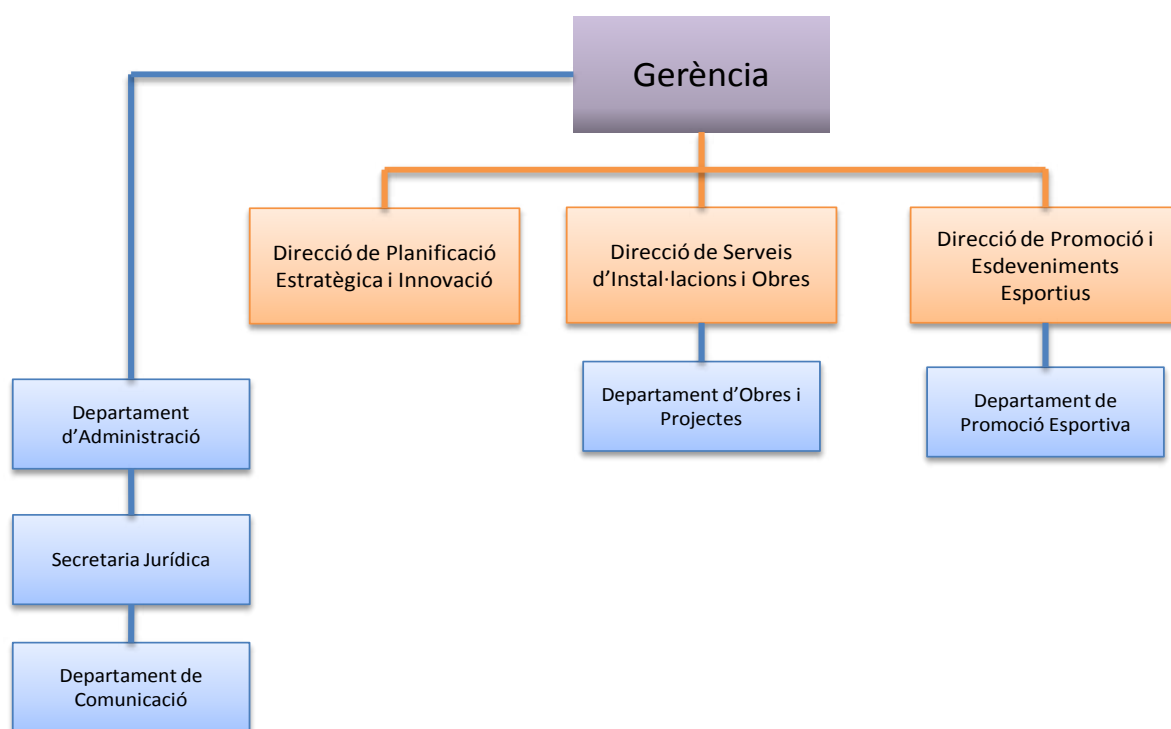 Gerència
Direcció de Planificació
Estratègica i Innovació
Direcció de Serveis
d’Instal·lacions i Obres
Direcció de Promoció i
Esdeveniments
Esportius
Departament
d’Administració
Departament d’Obres i
Projectes
Departament de
Promoció Esportiva
Secretaria Jurídica
Departament de
Comunicació